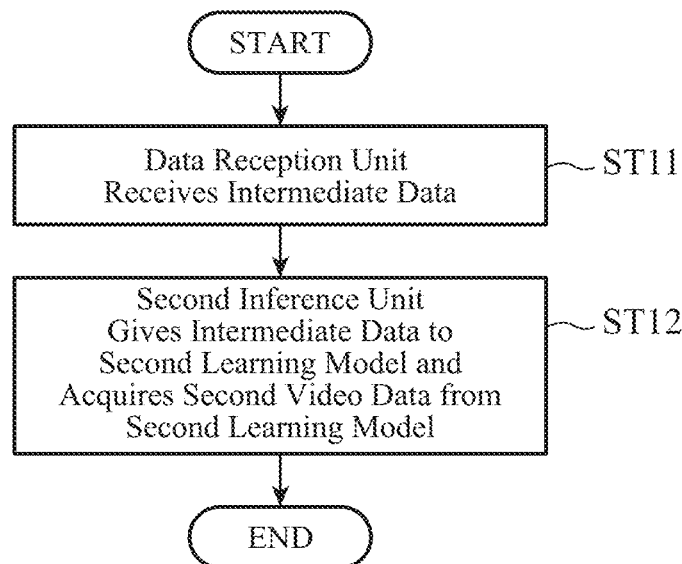 START
Data Reception Unit
Receives Intermediate Data
ST11
Second Inference Unit
Gives Intermediate Data to
Second Learning Model and
Acquires Second Video Data from
Second Learning Model
ST12
END